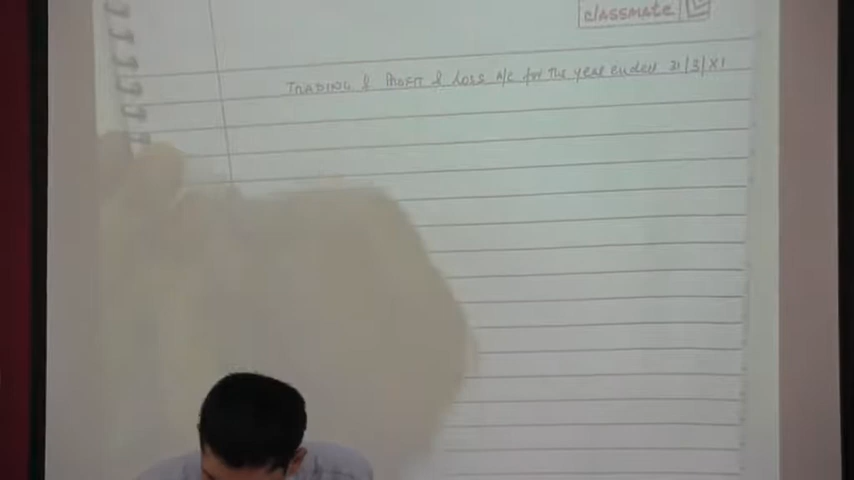 classmate
TRADING & PROFIT & LOSS A/C for the year ended 31/3/X1